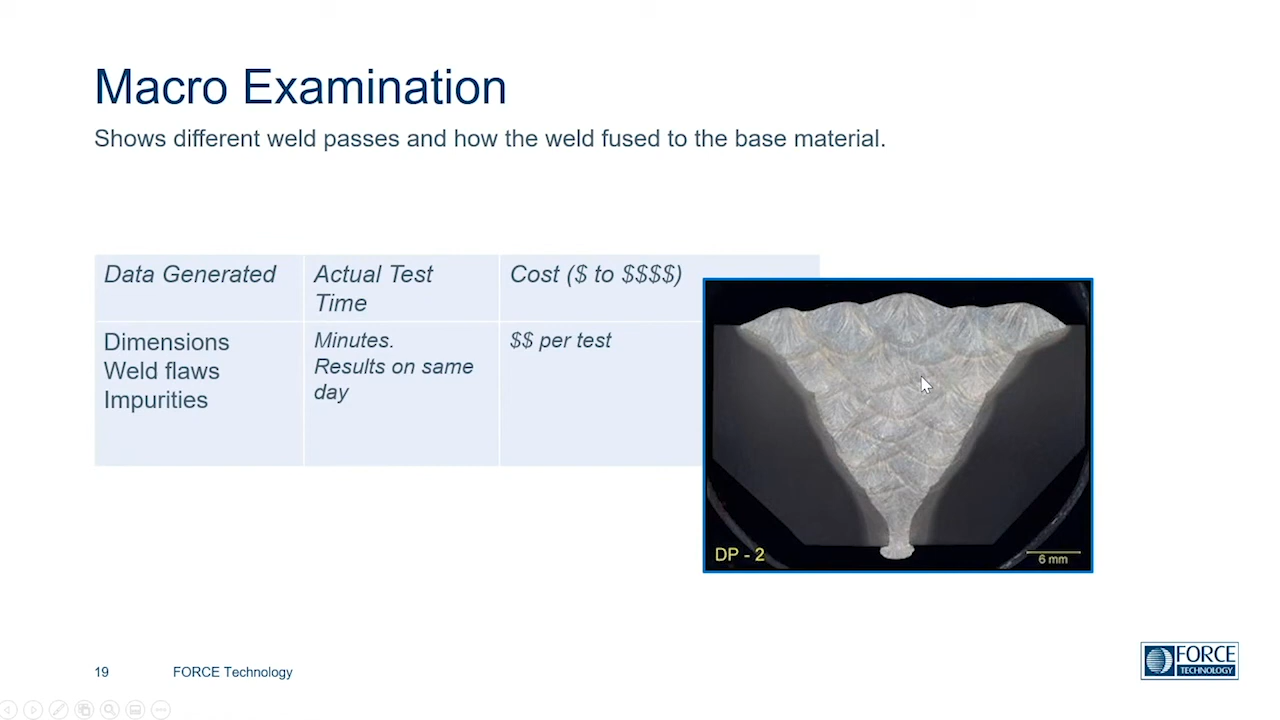 Macro Examination
Shows different weld passes and how the weld fused to the base material.
Data Generated
Actual Test
Time
Cost ($ to $$$$)
Dimensions
Weld flaws
Impurities
Minutes.
Results on same
day
$$ per test
DP - 2
6 mm
19
FORCE Technology
FORCE
TECHNOLOGY